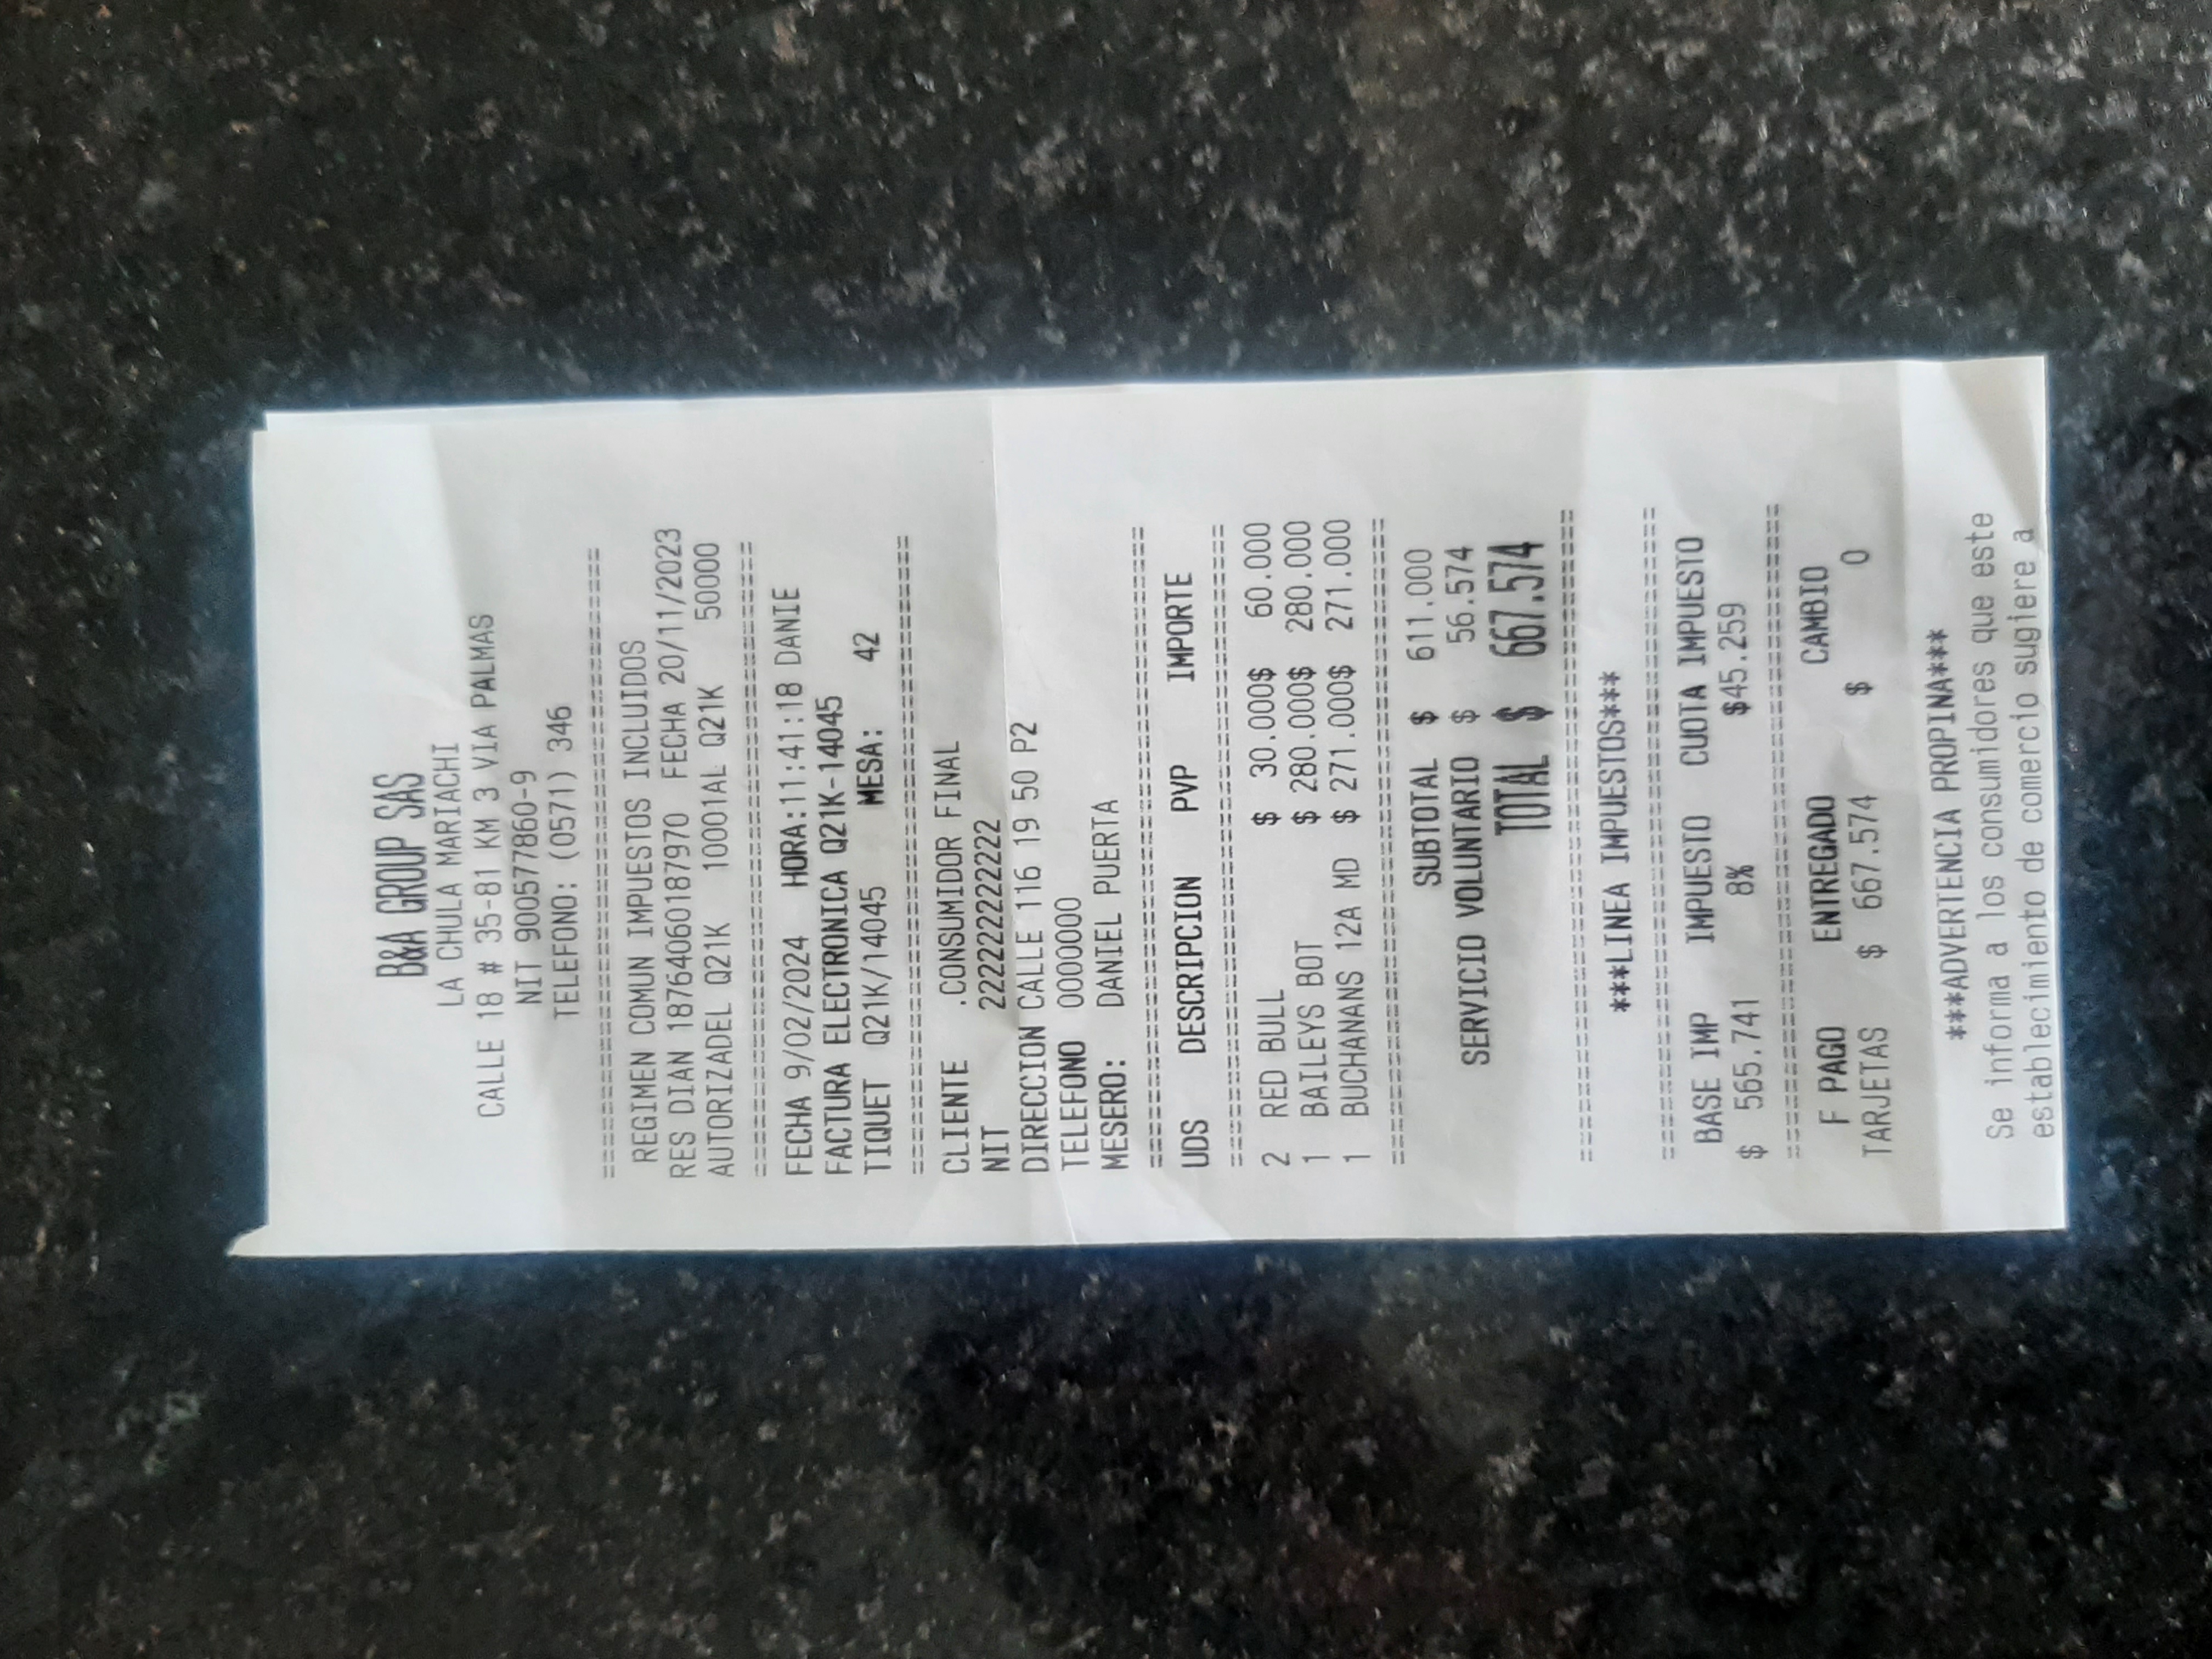 B&A GROUP SAS
LA CHULA MARIACHI
CALLE 18 # 35-81 KM 3 VIA PALMAS
NIT 900577860-9
TELEFONO: (0571) 346
==================================================
REGIMEN COMUN IMPUESTOS INCLUIDOS
RES DIAN 18764060187970 FECHA 20/11/2023
AUTORIZADEL Q21K 10001AL Q21K 50000
==================================================
FECHA 9/02/2024 HORA:11:41:18 DANIE
FACTURA ELECTRONICA Q21K-14045
TIQUET Q21K/14045 MESA: 42
==================================================
CLIENTE .CONSUMIDOR FINAL
NIT 222222222222
DIRECCION CALLE 116 19 50 P2
TELEFONO 0000000
MESERO: DANIEL PUERTA
==================================================
UDS DESCRIPCION PVP IMPORTE
==================================================
2 RED BULL $ 30.000$ 60.000
1 BAILEYS BOT $ 280.000$ 280.000
1 BUCHANANS 12A MD $ 271.000$ 271.000
==================================================
SUBTOTAL $ 611.000
SERVICIO VOLUNTARIO $ 56.574
TOTAL $ 667.574
==================================================
***LINEA IMPUESTOS***
==================================================
BASE IMP IMPUESTO CUOTA IMPUESTO
$ 565.741 8% $45.259
==================================================
F PAGO ENTREGADO CAMBIO
TARJETAS $ 667.574 $ 0
***ADVERTENCIA PROPINA***
Se informa a los consumidores que este
establecimiento de comercio sugiere a